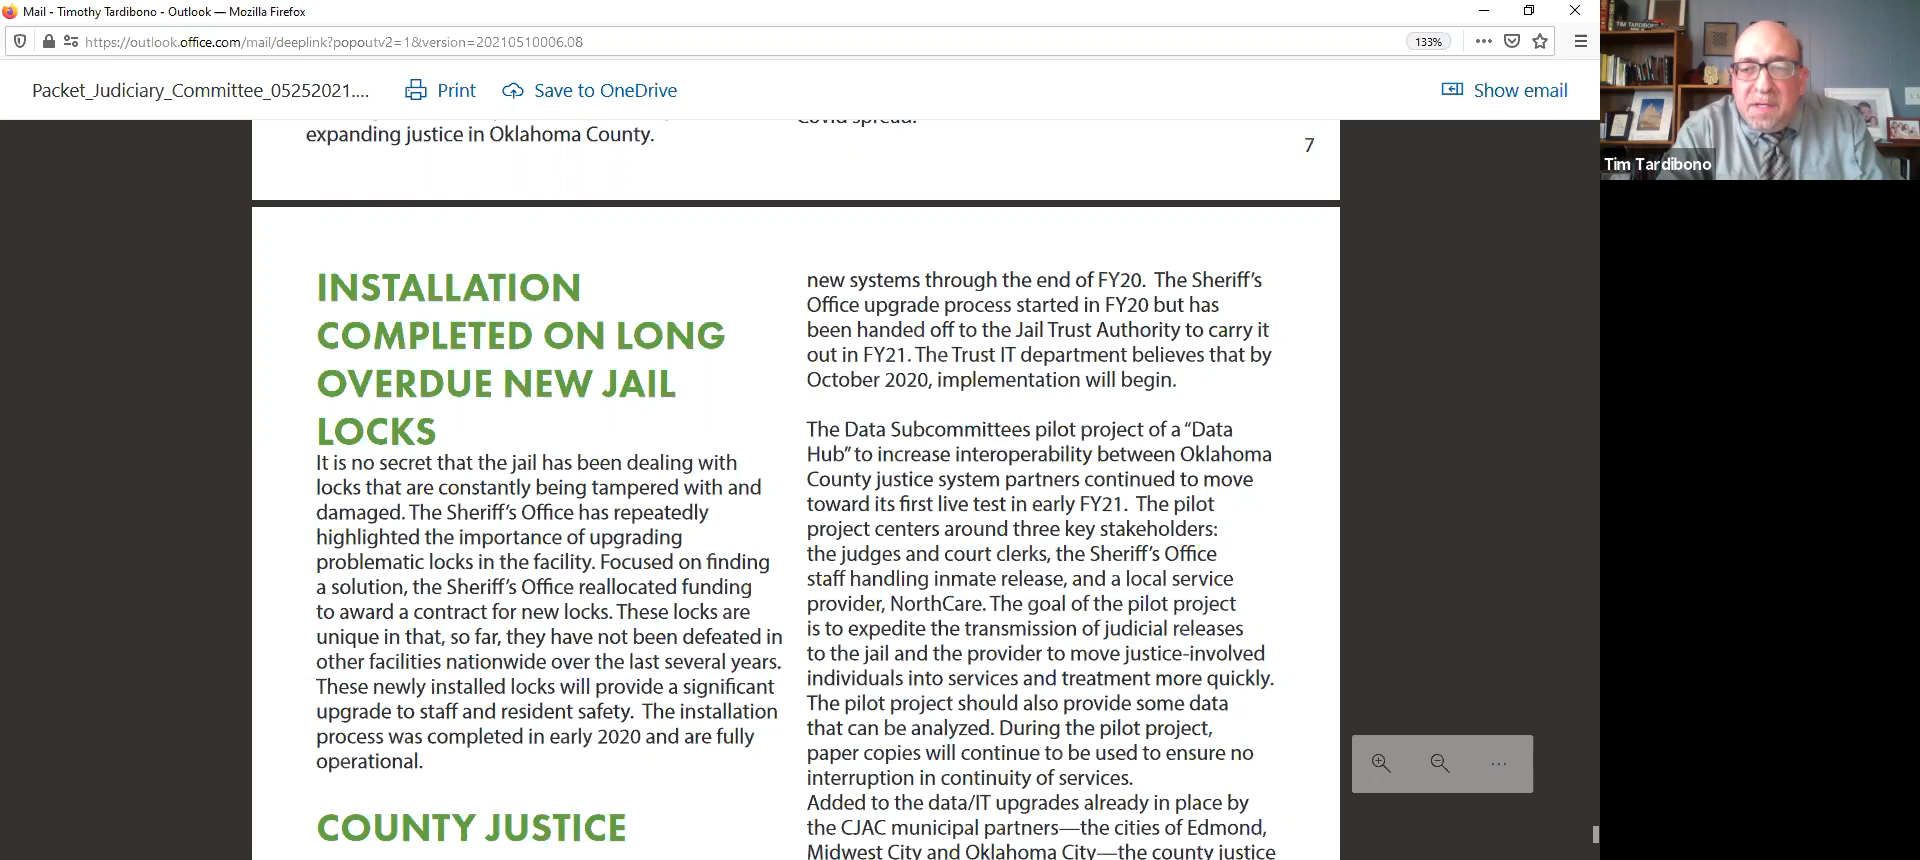 Mail - Timothy Tardibono - Outlook — Mozilla Firefox
https://outlook.office.com/mail/deeplink?popoutv2=1&version=20210510006.08
133%
Packet_Judiciary_Committee_05252021....
Print
Save to OneDrive
Show email
expanding justice in Oklahoma County.
Covid spread.
7
INSTALLATION
COMPLETED ON LONG
OVERDUE NEW JAIL
LOCKS
It is no secret that the jail has been dealing with
locks that are constantly being tampered with and
damaged. The Sheriff's Office has repeatedly
highlighted the importance of upgrading
problematic locks in the facility. Focused on finding
a solution, the Sheriff's Office reallocated funding
to award a contract for new locks. These locks are
unique in that, so far, they have not been defeated in
other facilities nationwide over the last several years.
These newly installed locks will provide a significant
upgrade to staff and resident safety.  The installation
process was completed in early 2020 and are fully
operational.
COUNTY JUSTICE
new systems through the end of FY20.  The Sheriff's
Office upgrade process started in FY20 but has
been handed off to the Jail Trust Authority to carry it
out in FY21. The Trust IT department believes that by
October 2020, implementation will begin.
The Data Subcommittees pilot project of a “Data
Hub” to increase interoperability between Oklahoma
County justice system partners continued to move
toward its first live test in early FY21.  The pilot
project centers around three key stakeholders:
the judges and court clerks, the Sheriff's Office
staff handling inmate release, and a local service
provider, NorthCare. The goal of the pilot project
is to expedite the transmission of judicial releases
to the jail and the provider to move justice-involved
individuals into services and treatment more quickly.
The pilot project should also provide some data
that can be analyzed. During the pilot project,
paper copies will continue to be used to ensure no
interruption in continuity of services.
Added to the data/IT upgrades already in place by
the CJAC municipal partners—the cities of Edmond,
Midwest City and Oklahoma City—the county justice
TIM TARDIBONO
Tim Tardibono